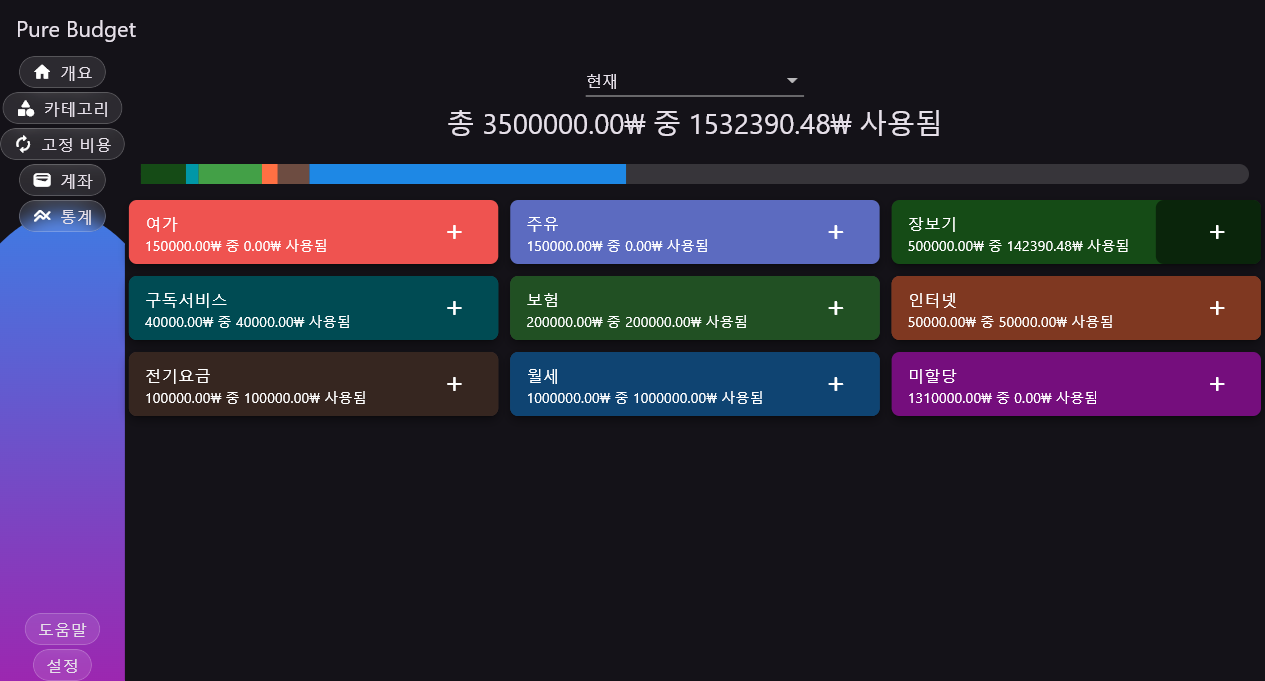 Pure Budget
개요
카테고리
고정 비용
계좌
통계
현재
총 3500000.00₩ 중 1532390.48₩ 사용됨
여가
150000.00₩ 중 0.00₩ 사용됨
주유
150000.00₩ 중 0.00₩ 사용됨
장보기
500000.00₩ 중 142390.48₩ 사용됨
구독서비스
40000.00₩ 중 40000.00₩ 사용됨
보험
200000.00₩ 중 200000.00₩ 사용됨
인터넷
50000.00₩ 중 50000.00₩ 사용됨
전기요금
100000.00₩ 중 100000.00₩ 사용됨
월세
1000000.00₩ 중 1000000.00₩ 사용됨
미할당
1310000.00₩ 중 0.00₩ 사용됨
도움말
설정